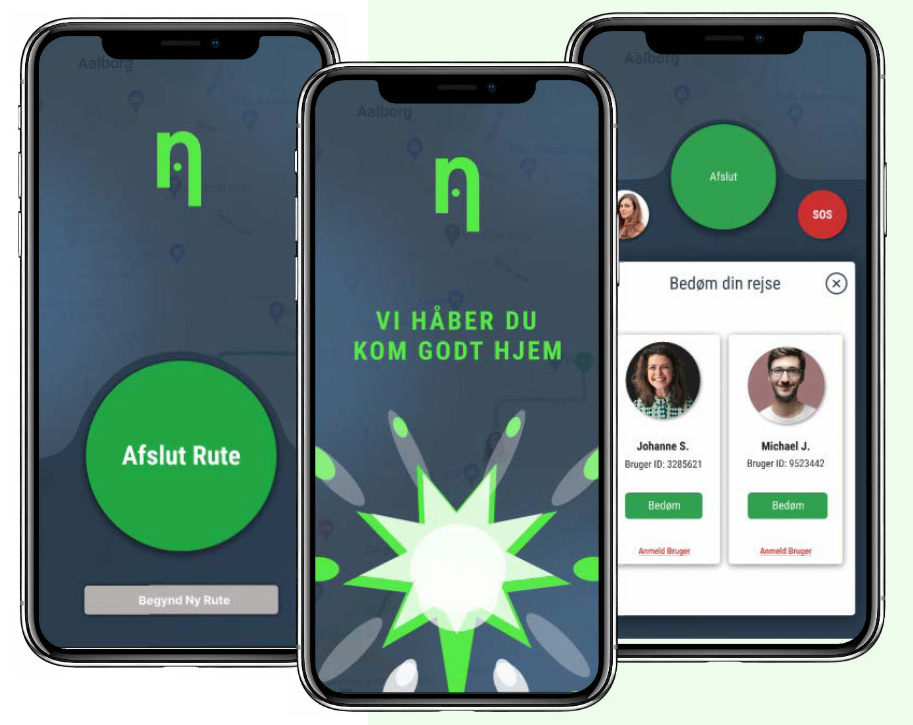 Aalborg
η
Afslut Rute
Begynd Ny Rute
Aalborg
η
VI HÅBER DU
KOM GODT HJEM
Aalborg
Afslut
SOS
Bedøm din rejse
Johanne S.
Bruger ID: 3285621
Bedøm
Anmeld Bruger
Michael J.
Bruger ID: 9523442
Bedøm
Anmeld Bruger